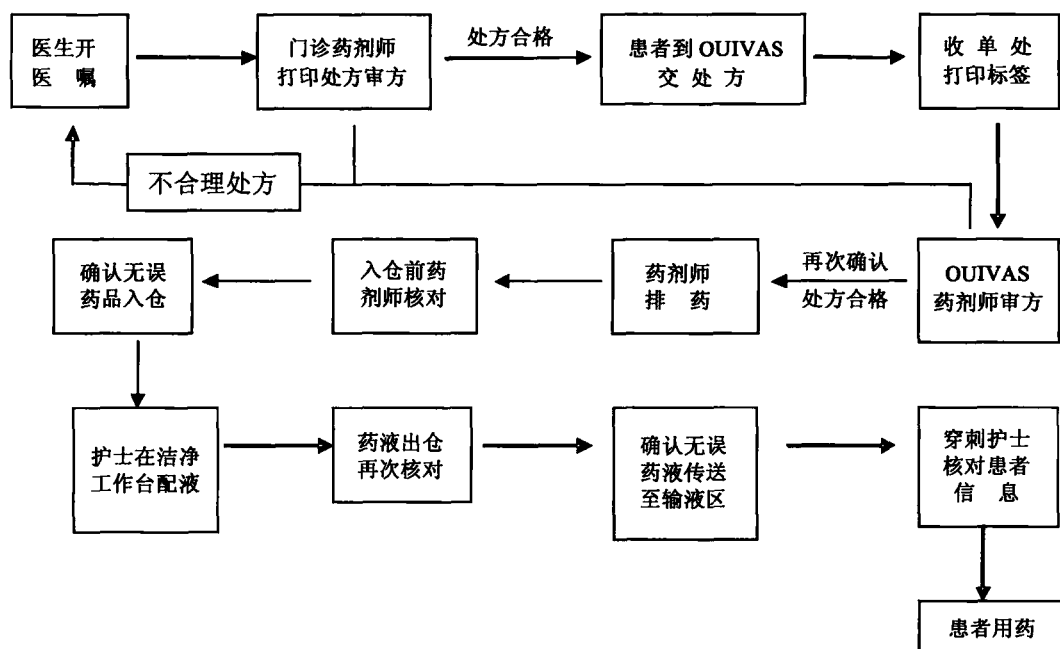 医生开
医 嘱
门诊药剂师
打印处方审方
处方合格
患者到 OUIVAS
交 处 方
收 单 处
打印标签
不合理处方
确认无误
药品入仓
入仓前药
剂师核对
药剂师
排 药
再次确认
处方合格
OUIVAS
药剂师审方
护士在洁净
工作台配液
药液出仓
再次核对
确认无误
药液传送
至输液区
穿刺护士
核对患者
信 息
患者用药